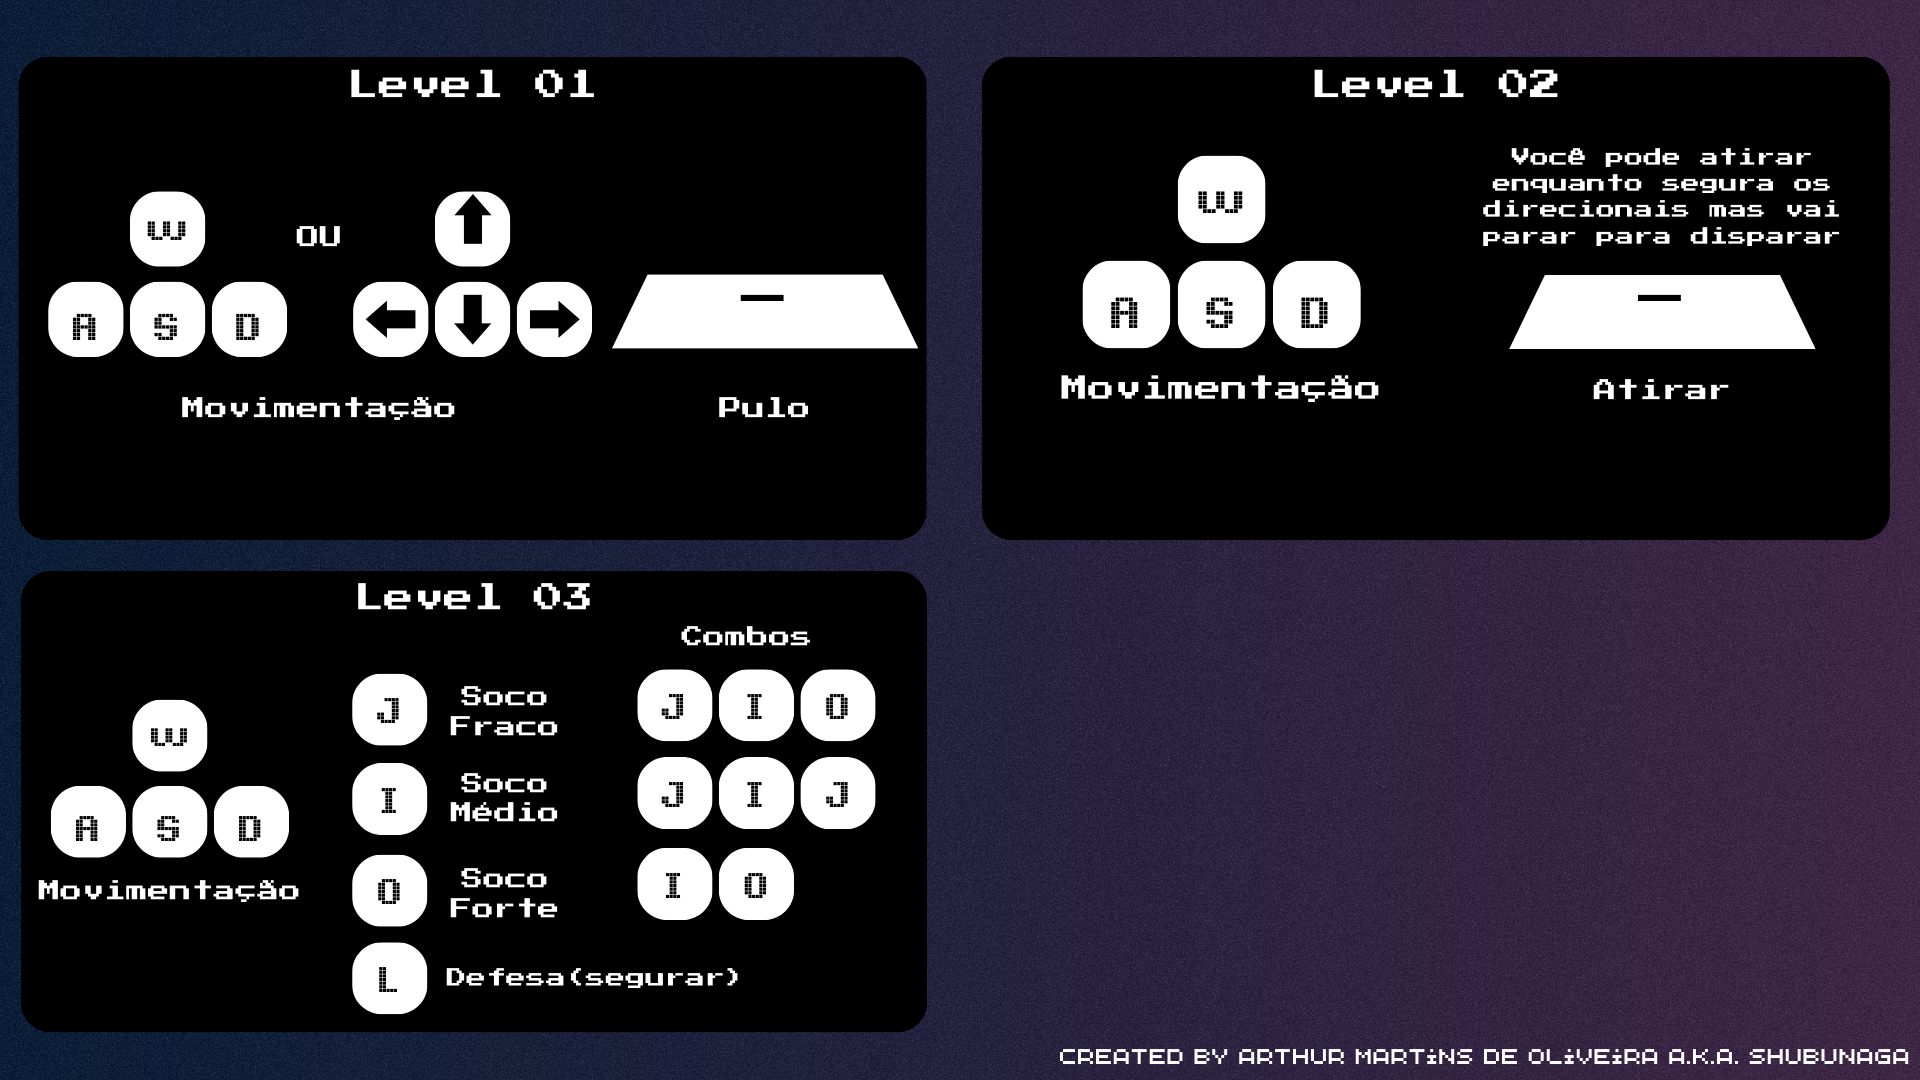 Level 01
W
OU
A S D
Movimentação
Pulo
Level 02
Você pode atirar
enquanto segura os
direcionais mas vai
parar para disparar
W
A S D
Movimentação
Atirar
Level 03
W
A S D
Movimentação
J
Soco
Fraco
I
Soco
Médio
O
Soco
Forte
L
Defesa(segurar)
Combos
J I O
J I J
I O
CREATED BY ARTHUR MARTiNS DE OLiVEiRA A.K.A. SHUBUNAGA